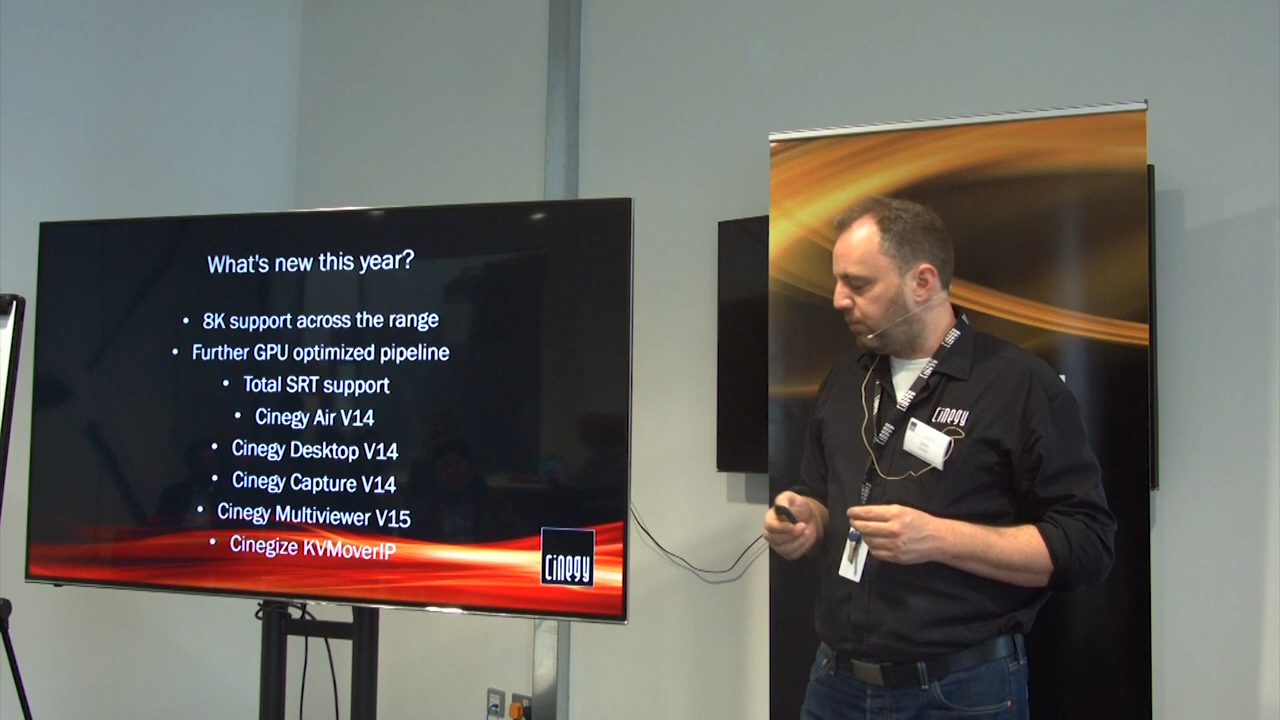 What's new this year?
• 8K support across the range
• Further GPU optimized pipeline
• Total SRT support
• Cinegy Air V14
• Cinegy Desktop V14
• Cinegy Capture V14
• Cinegy Multiviewer V15
• Cinegize KVMoverIP
cinegy
cinegy